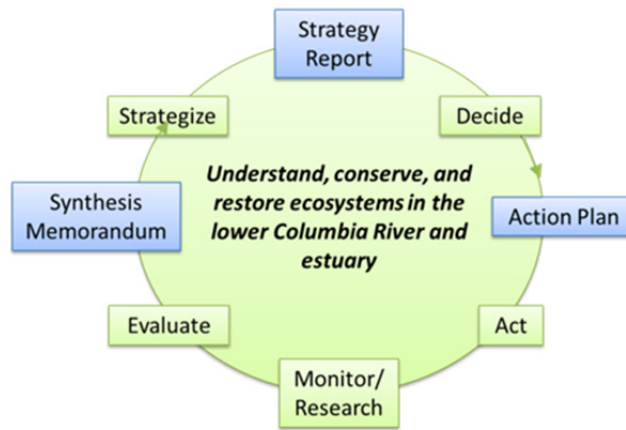 Strategy
Report
Strategize
Decide
Understand, conserve, and
restore ecosystems in the
lower Columbia River and
estuary
Synthesis
Memorandum
Action Plan
Evaluate
Act
Monitor/
Research